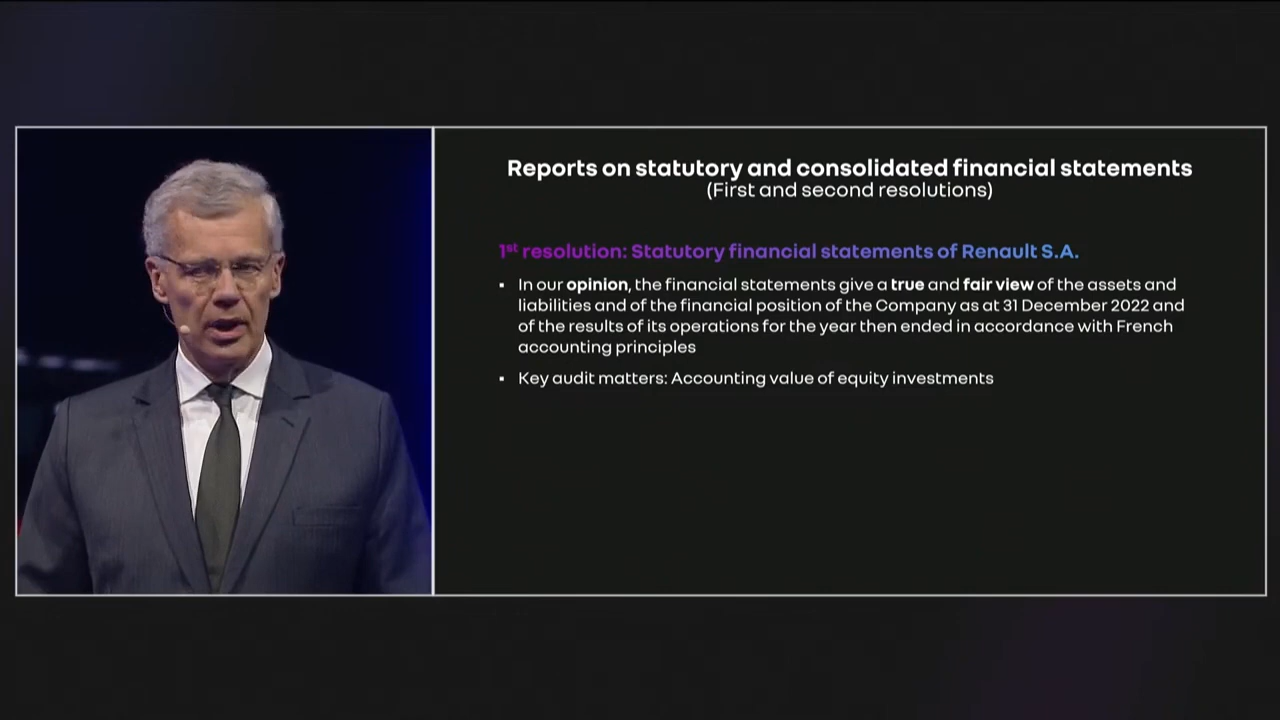 Reports on statutory and consolidated financial statements
(First and second resolutions)
1st resolution: Statutory financial statements of Renault S.A.
▪ In our opinion, the financial statements give a true and fair view of the assets and
liabilities and of the financial position of the Company as at 31 December 2022 and
of the results of its operations for the year then ended in accordance with French
accounting principles
▪ Key audit matters: Accounting value of equity investments